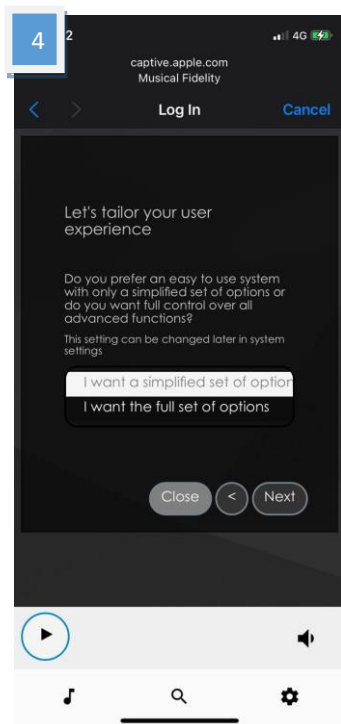 4
2
4G
captive.apple.com
Musical Fidelity
< > Log In Cancel
Let's tailor your user
experience
Do you prefer an easy to use system
with only a simplified set of options or
do you want full control over all
advanced functions?
This setting can be changed later in system
settings
I want a simplified set of option
I want the full set of options
Close < Next